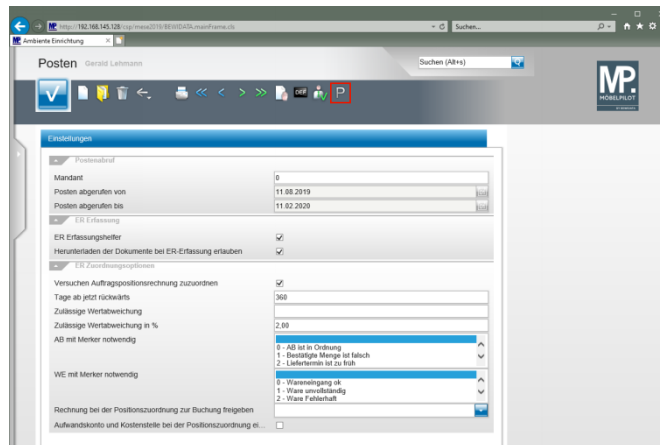 http://192.168.145.128/csp/mese2019/BEWIDATA.mainFrame.cls
Suchen...
Ambiente Einrichtung
Posten Gerald Lehmann
Suchen (Alt+s)
P
MP.
MÖBELPILOT
Einstellungen
Postenabruf
Mandant 0
Posten abgerufen von 11.08.2019
Posten abgerufen bis 11.02.2020
ER Erfassung
ER Erfassungshelfer
Herunterladen der Dokumente bei ER-Erfassung erlauben
ER Zuordnungsoptionen
Versuchen Auftragspositionsrechnung zuzuordnen
Tage ab jetzt rückwärts 360
Zulässige Wertabweichung
Zulässige Wertabweichung in % 2,00
AB mit Merker notwendig
0 - AB ist in Ordnung
1 - Bestätigte Menge ist falsch
2 - Liefertermin ist zu früh
WE mit Merker notwendig
0 - Wareneingang ok
1 - Ware unvollständig
2 - Ware Fehlerhaft
Rechnung bei der Positionszuordnung zur Buchung freigeben
Aufwandskonto und Kostenstelle bei der Positionszuordnung ei...